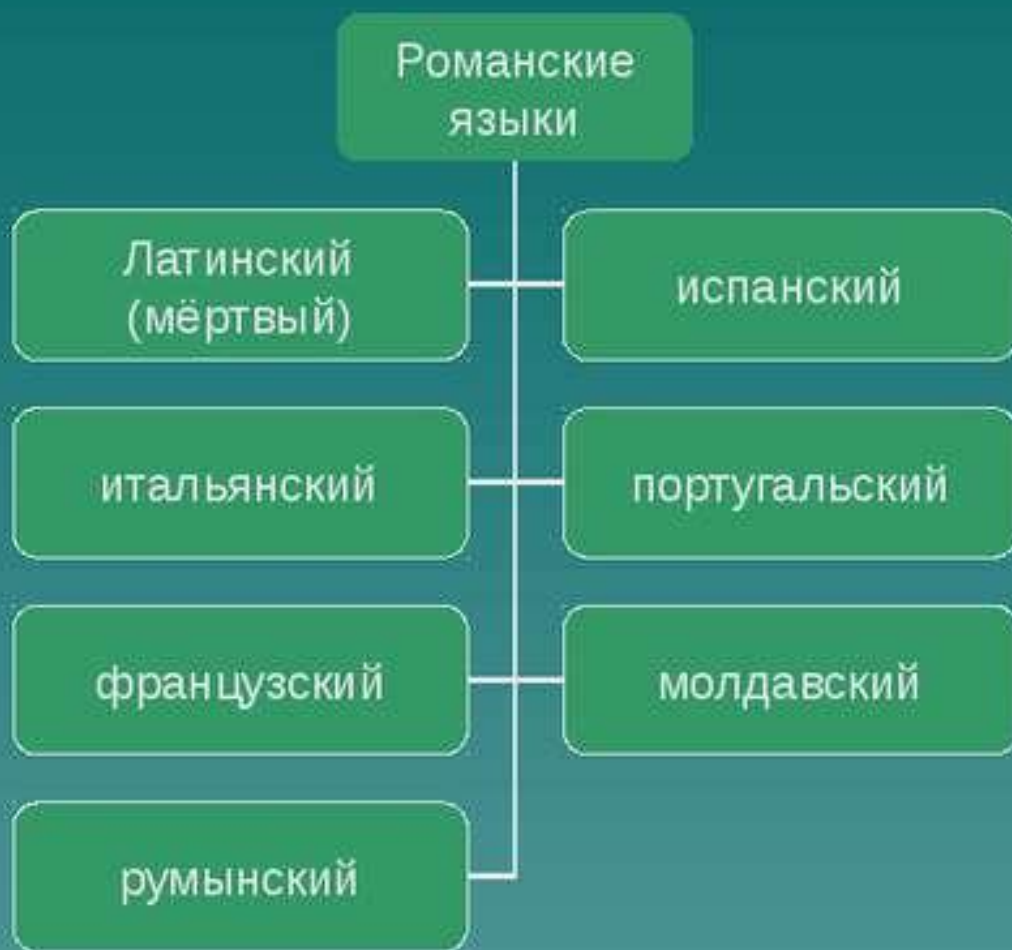 Романские
языки
Латинский
(мёртвый)
испанский
итальянский
португальский
французский
молдавский
румынский